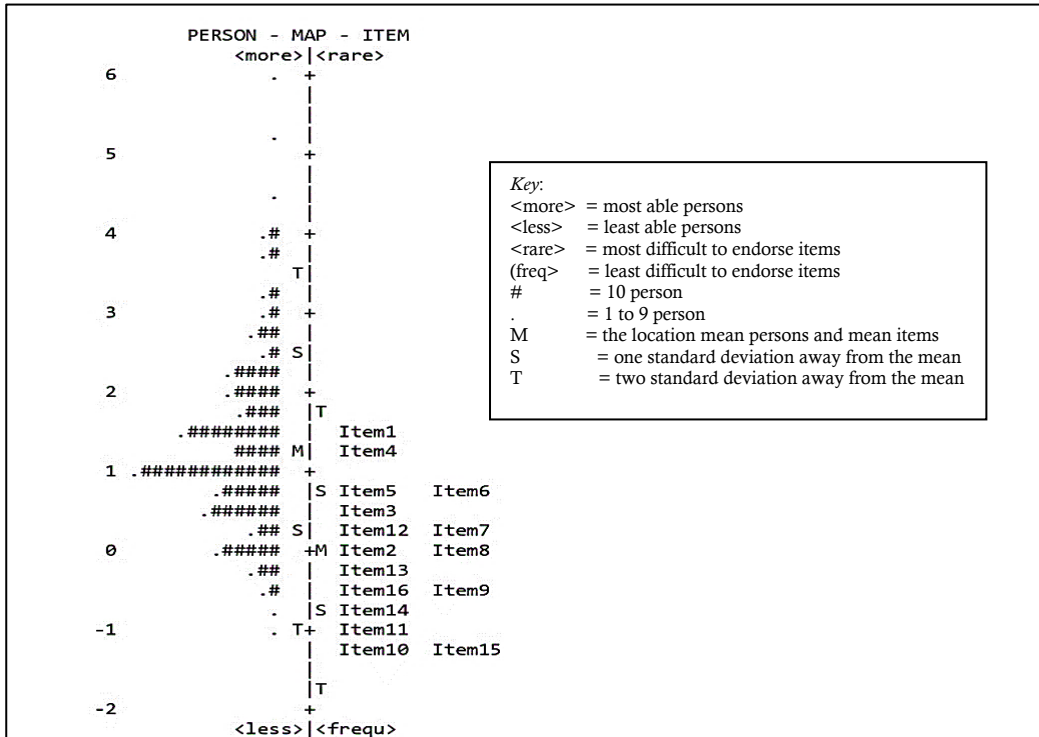 PERSON - MAP - ITEM
<more>|<rare>
6 . +
|
|
. |
5 +
|
. |
|
4 .# +
.# |
T|
.# |
3 .# +
.## |
.# S|
.#### |
2 .#### +
.### |T
.######## | Item1
#### M| Item4
1 .############ +
.##### |S Item5 Item6
.###### | Item3
.## S| Item12 Item7
0 .##### +M Item2 Item8
.## | Item13
.# | Item16 Item9
. |S Item14
-1 . T+ Item11
| Item10 Item15
|
|T
-2 +
<less>|<frequ>
Key:
<more> = most able persons
<less> = least able persons
<rare> = most difficult to endorse items
(freq> = least difficult to endorse items
# = 10 person
. = 1 to 9 person
M = the location mean persons and mean items
S = one standard deviation away from the mean
T = two standard deviation away from the mean